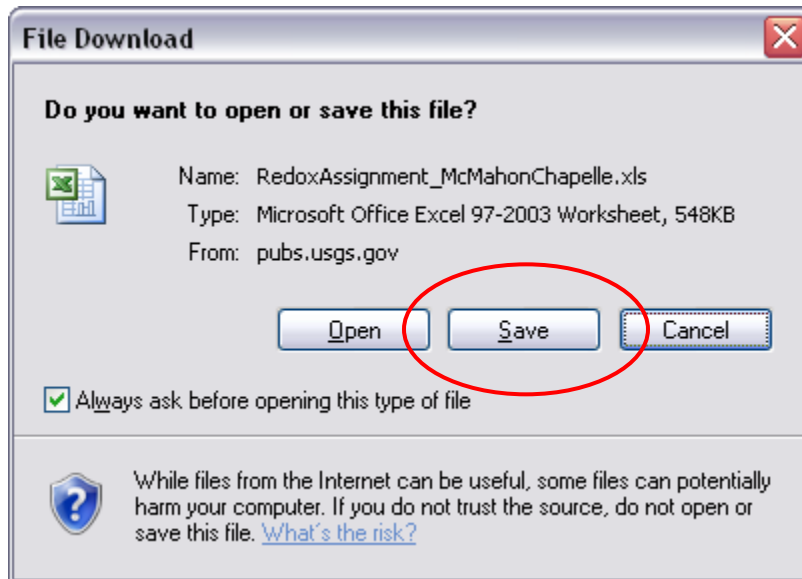 File Download
Do you want to open or save this file?
Name: RedoxAssignment_McMahonChapelle.xls
Type: Microsoft Office Excel 97-2003 Worksheet, 548KB
From: pubs.usgs.gov
Open Save Cancel
Always ask before opening this type of file
While files from the Internet can be useful, some files can potentially
harm your computer. If you do not trust the source, do not open or
save this file. What's the risk?